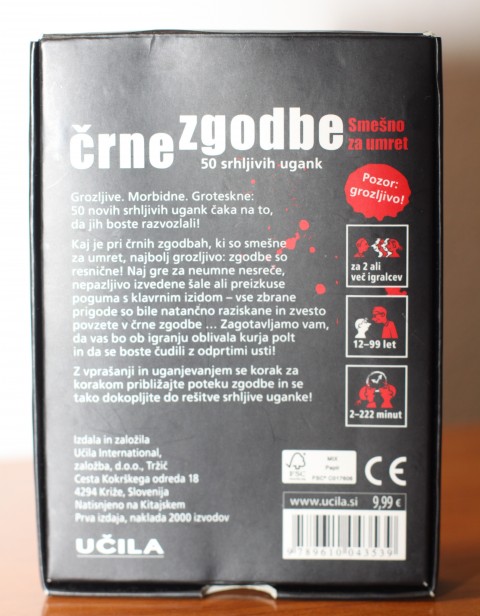 črne zgodbe
Smešno
za umret
50 srhljivih ugank
Pozor:
grozljivo!
Grozljive. Morbidne. Groteskne:
50 novih srhljivih ugank čaka na to,
da jih boste razvozlali!
Kaj je pri črnih zgodbah, ki so smešne
za umret, najbolj grozljivo: zgodbe so
resnične! Naj gre za neumne nesreče,
nepazljivo izvedene šale ali preizkuse
poguma s klavrnim izidom – vse zbrane
prigode so bile natančno raziskane in zvesto
povzete v črne zgodbe ... Zagotavljamo vam,
da vas bo ob igranju oblivala kurja polt
in da se boste čudili z odprtimi usti!
Z vprašanji in uganjevanjem se korak za
korakom približajte poteku zgodbe in se
tako dokopljite do rešitve srhljive uganke!
za 2 ali
več igralcev
12–99 let
2–222 minut
Izdala in založila
Učila International,
založba, d.o.o., Tržič
Cesta Kokrškega odreda 18
4294 Križe, Slovenija
Natisnjeno na Kitajskem
Prva izdaja, naklada 2000 izvodov
UČILA
FSC
MIX
CE
www.ucila.si 9,99 €
9 789610 043539